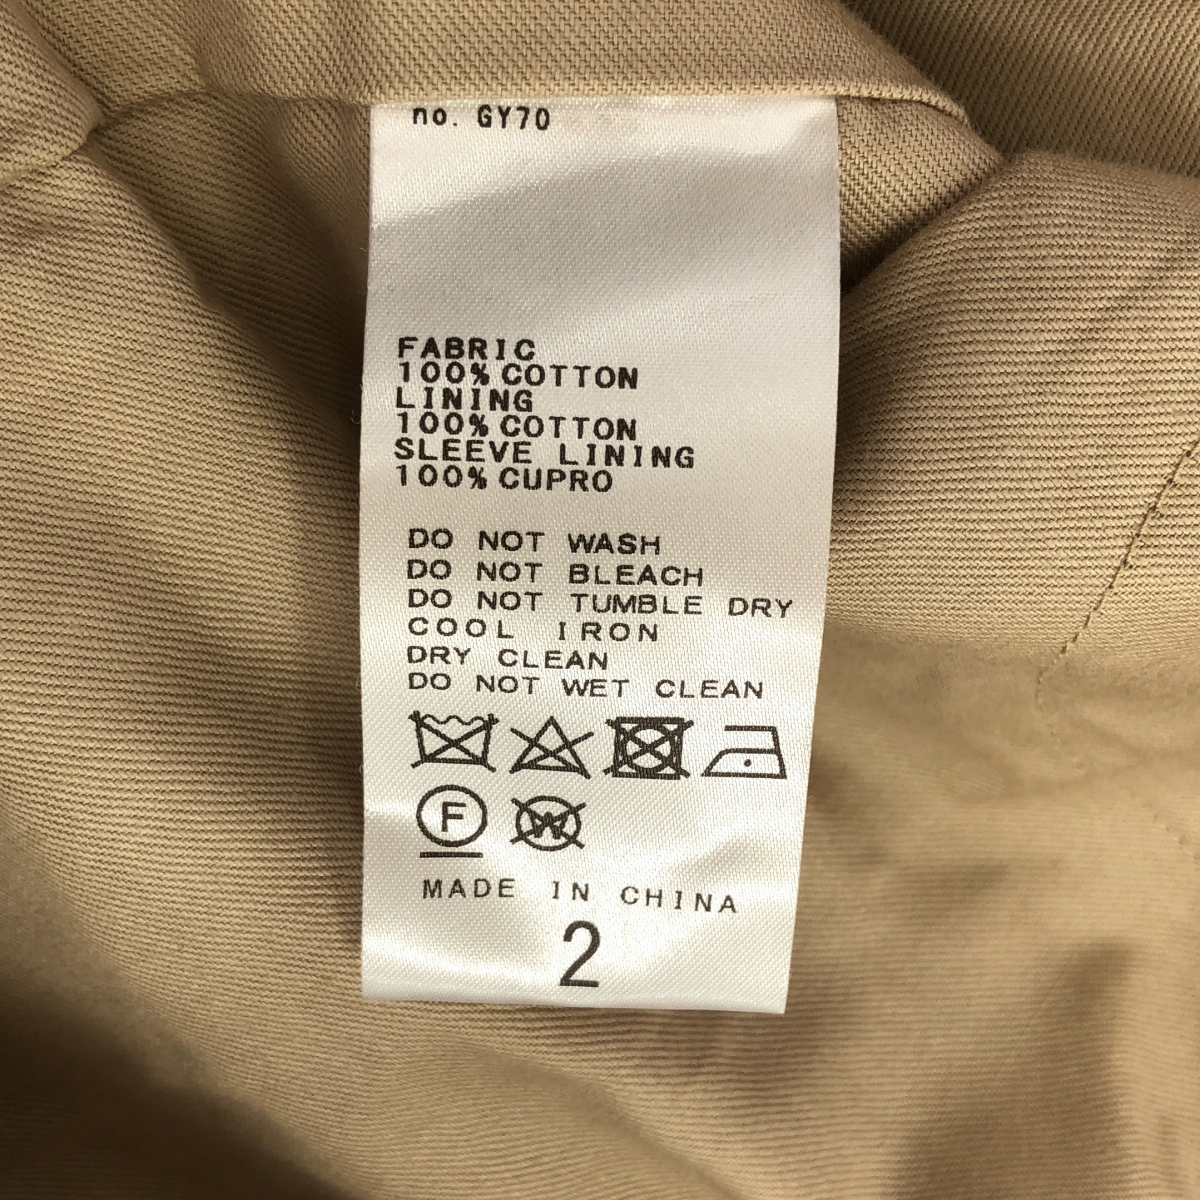 no. GY70
FABRIC
100% COTTON
LINING
100% COTTON
SLEEVE LINING
100% CUPRO
DO NOT WASH
DO NOT BLEACH
DO NOT TUMBLE DRY
COOL IRON
DRY CLEAN
DO NOT WET CLEAN
F W
MADE IN CHINA
2